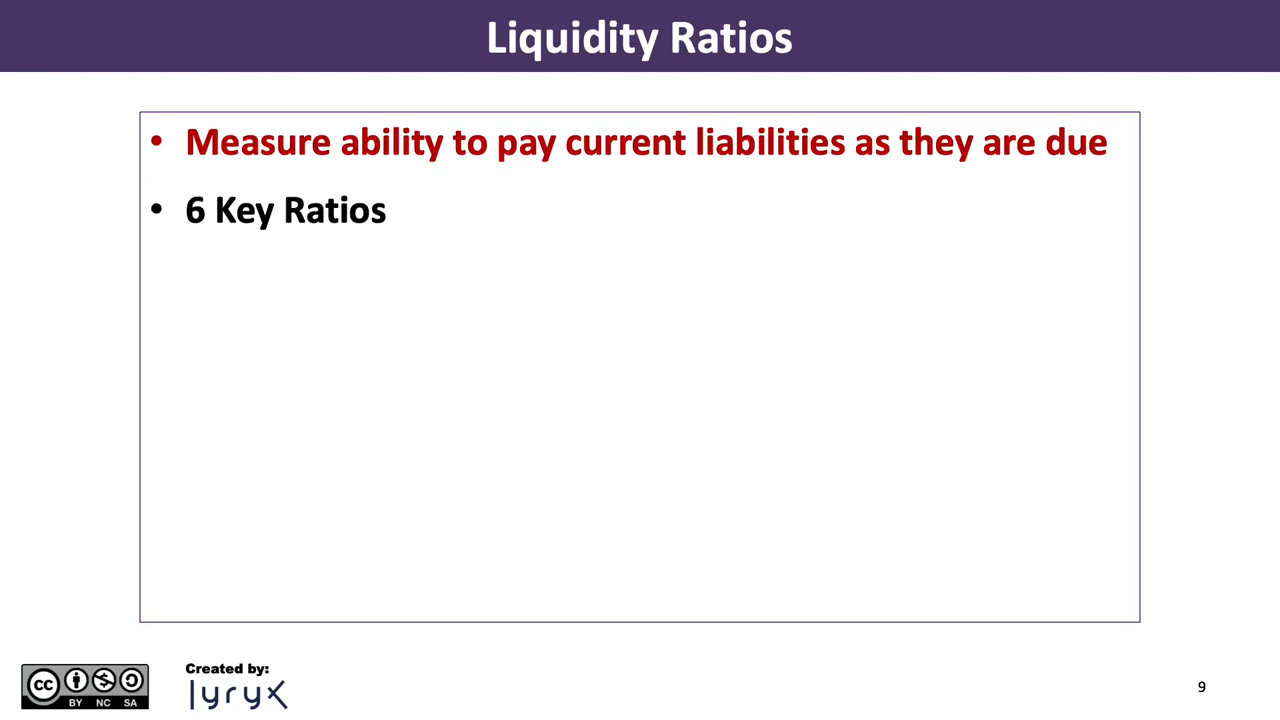 Liquidity Ratios
• Measure ability to pay current liabilities as they are due
• 6 Key Ratios
CC BY NC SA
Created by:
lyryx
9